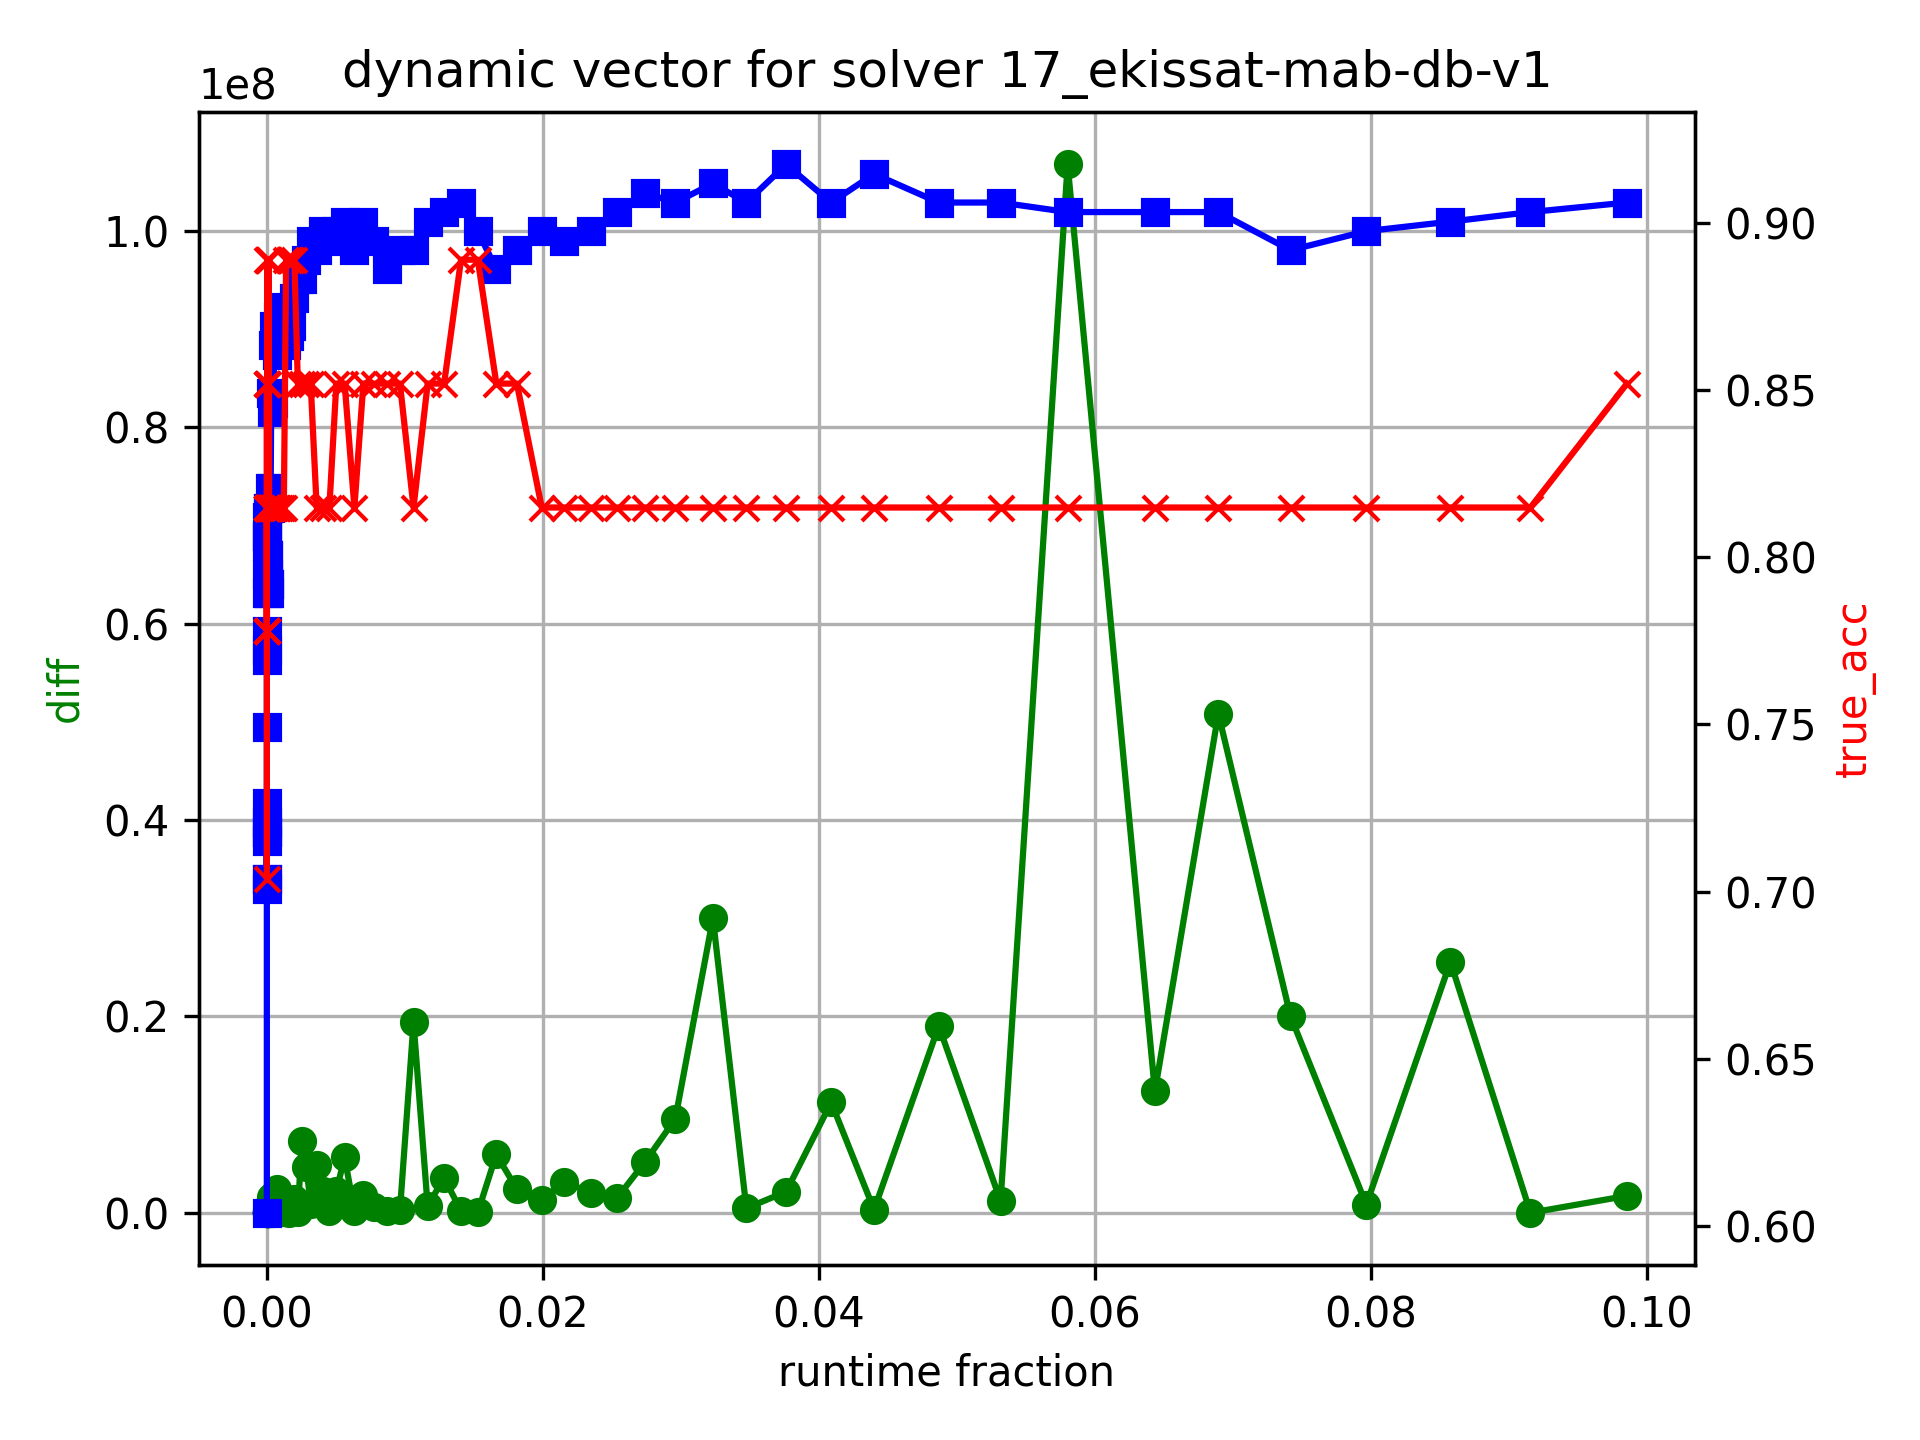 dynamic vector for solver 17_ekissat-mab-db-v1
1e8
1.0
0.8
0.6
0.4
0.2
0.0
diff
0.90
0.85
0.80
0.75
0.70
0.65
0.60
true_acc
0.00 0.02 0.04 0.06 0.08 0.10
runtime fraction